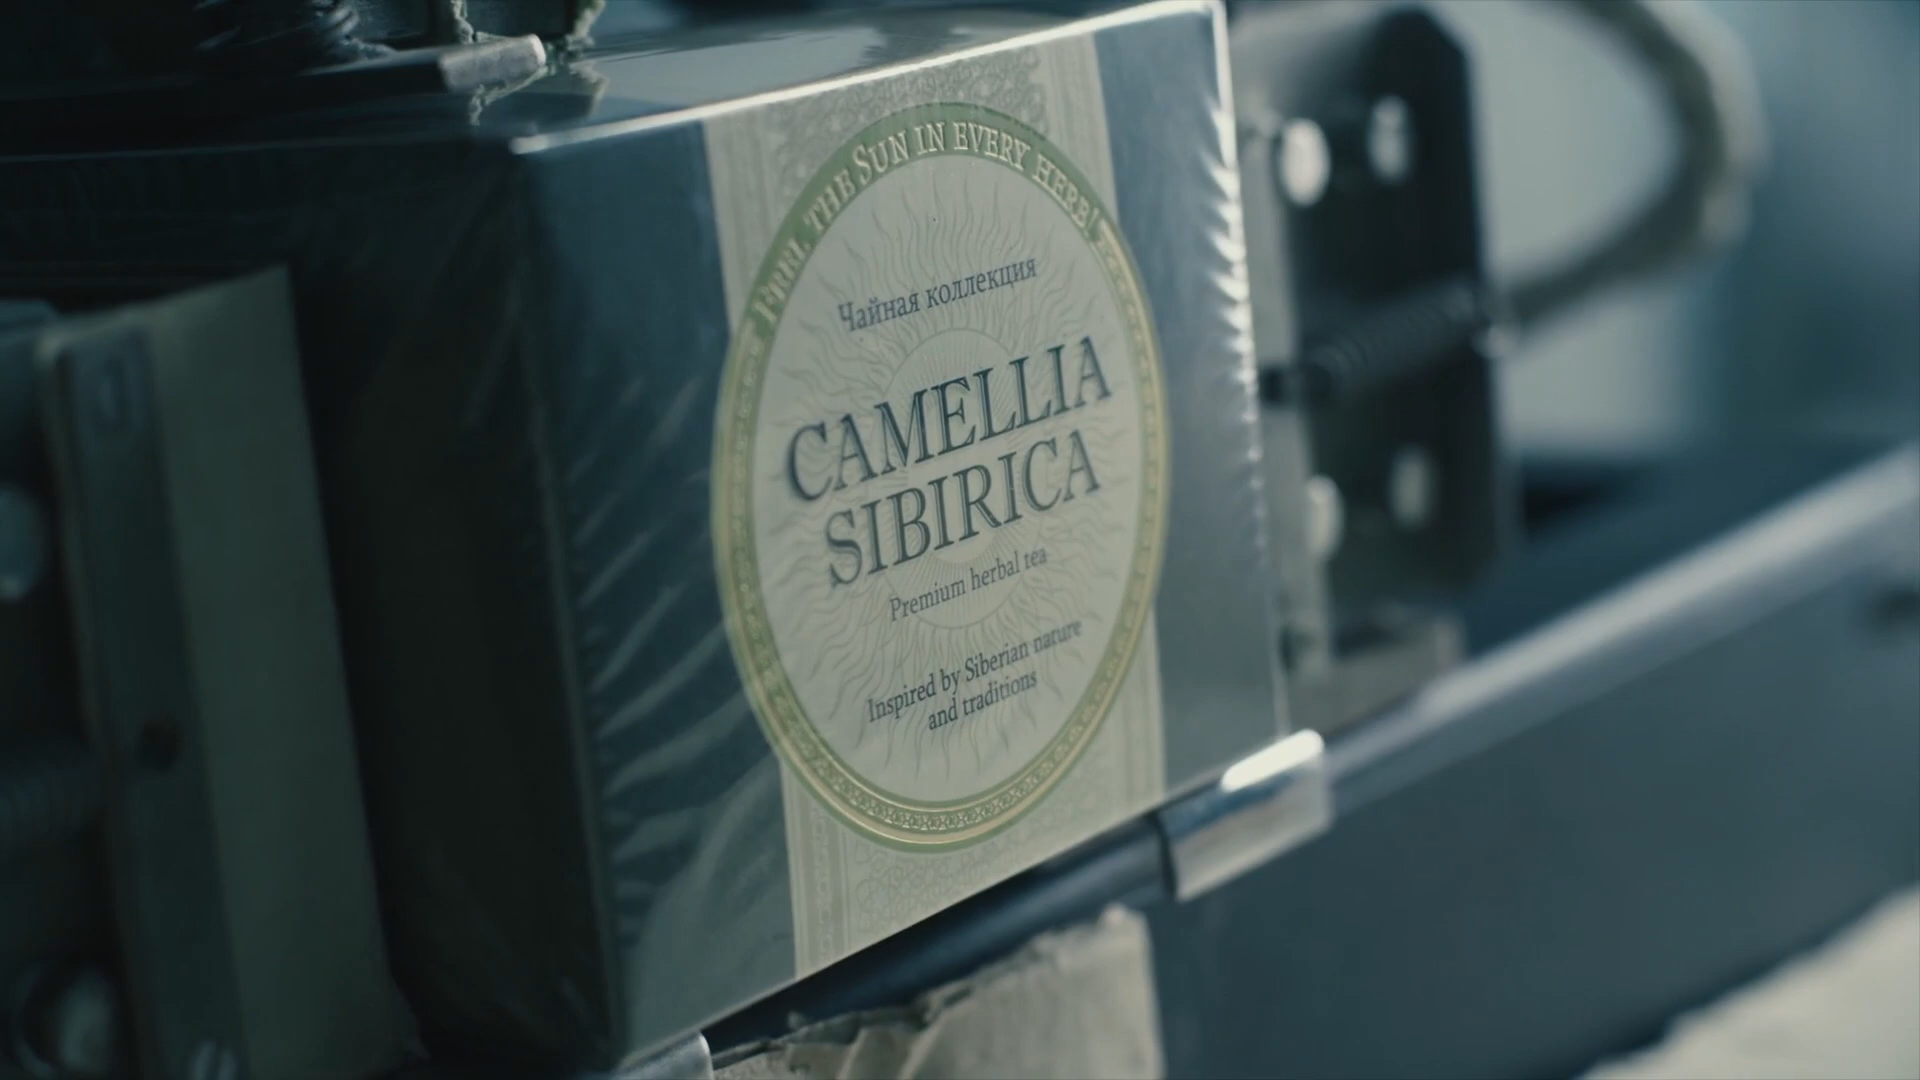 FEEL THE SUN IN EVERY HERB!
Чайная коллекция
CAMELLIA
SIBIRICA
Premium herbal tea
Inspired by Siberian nature
and traditions